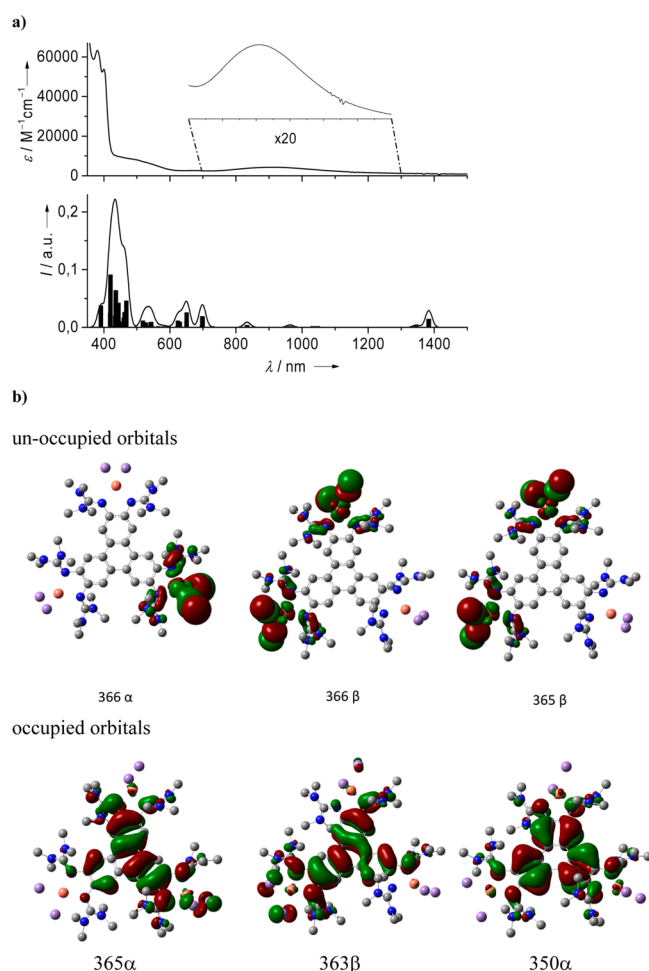 a)
60000
40000
20000
0
ε / M⁻¹cm⁻¹
x20
0,2
0,1
0,0
I / a.u.
400 600 800 1000 1200 1400
λ / nm
b)
un-occupied orbitals
366 α 366 β 365 β
occupied orbitals
365α 363β 350α